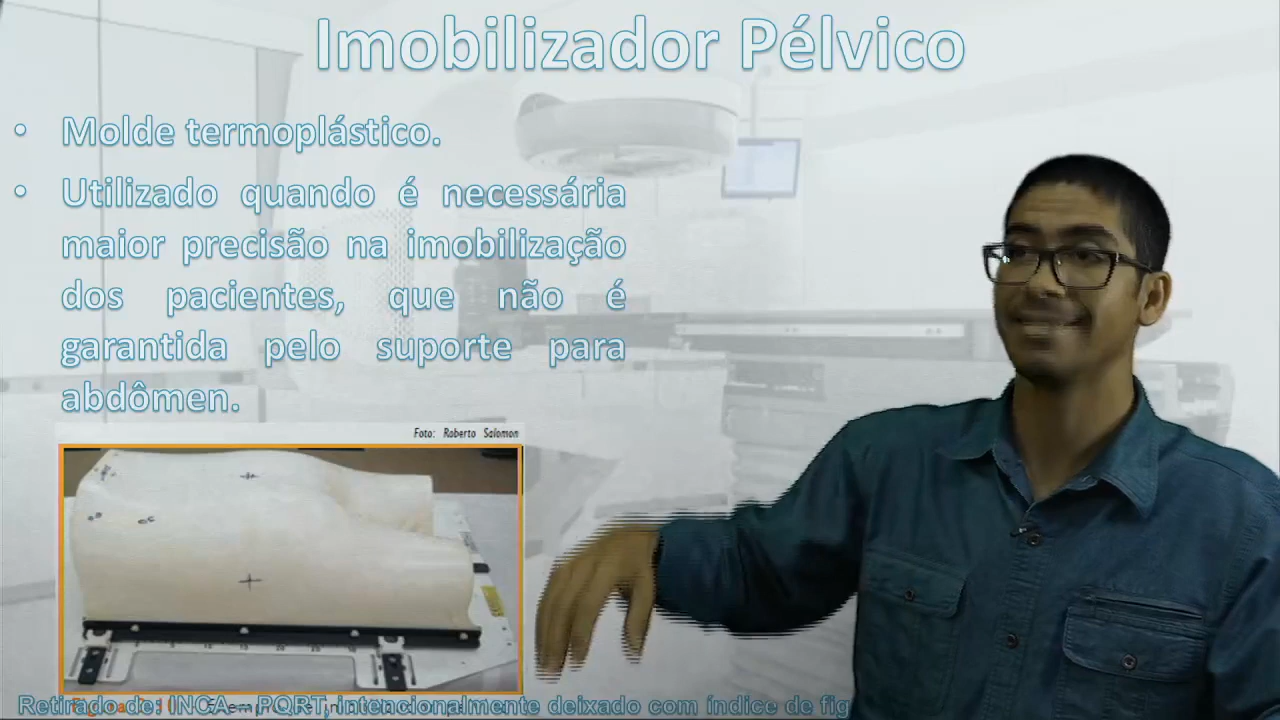 Imobilizador Pélvico
• Molde termoplástico.
• Utilizado quando é necessária
maior precisão na imobilização
dos pacientes, que não é
garantida pelo suporte para
abdômen.
Foto: Roberto Salomon
Retirado de: INCA – PQRT, intencionalmente deixado com índice de fig